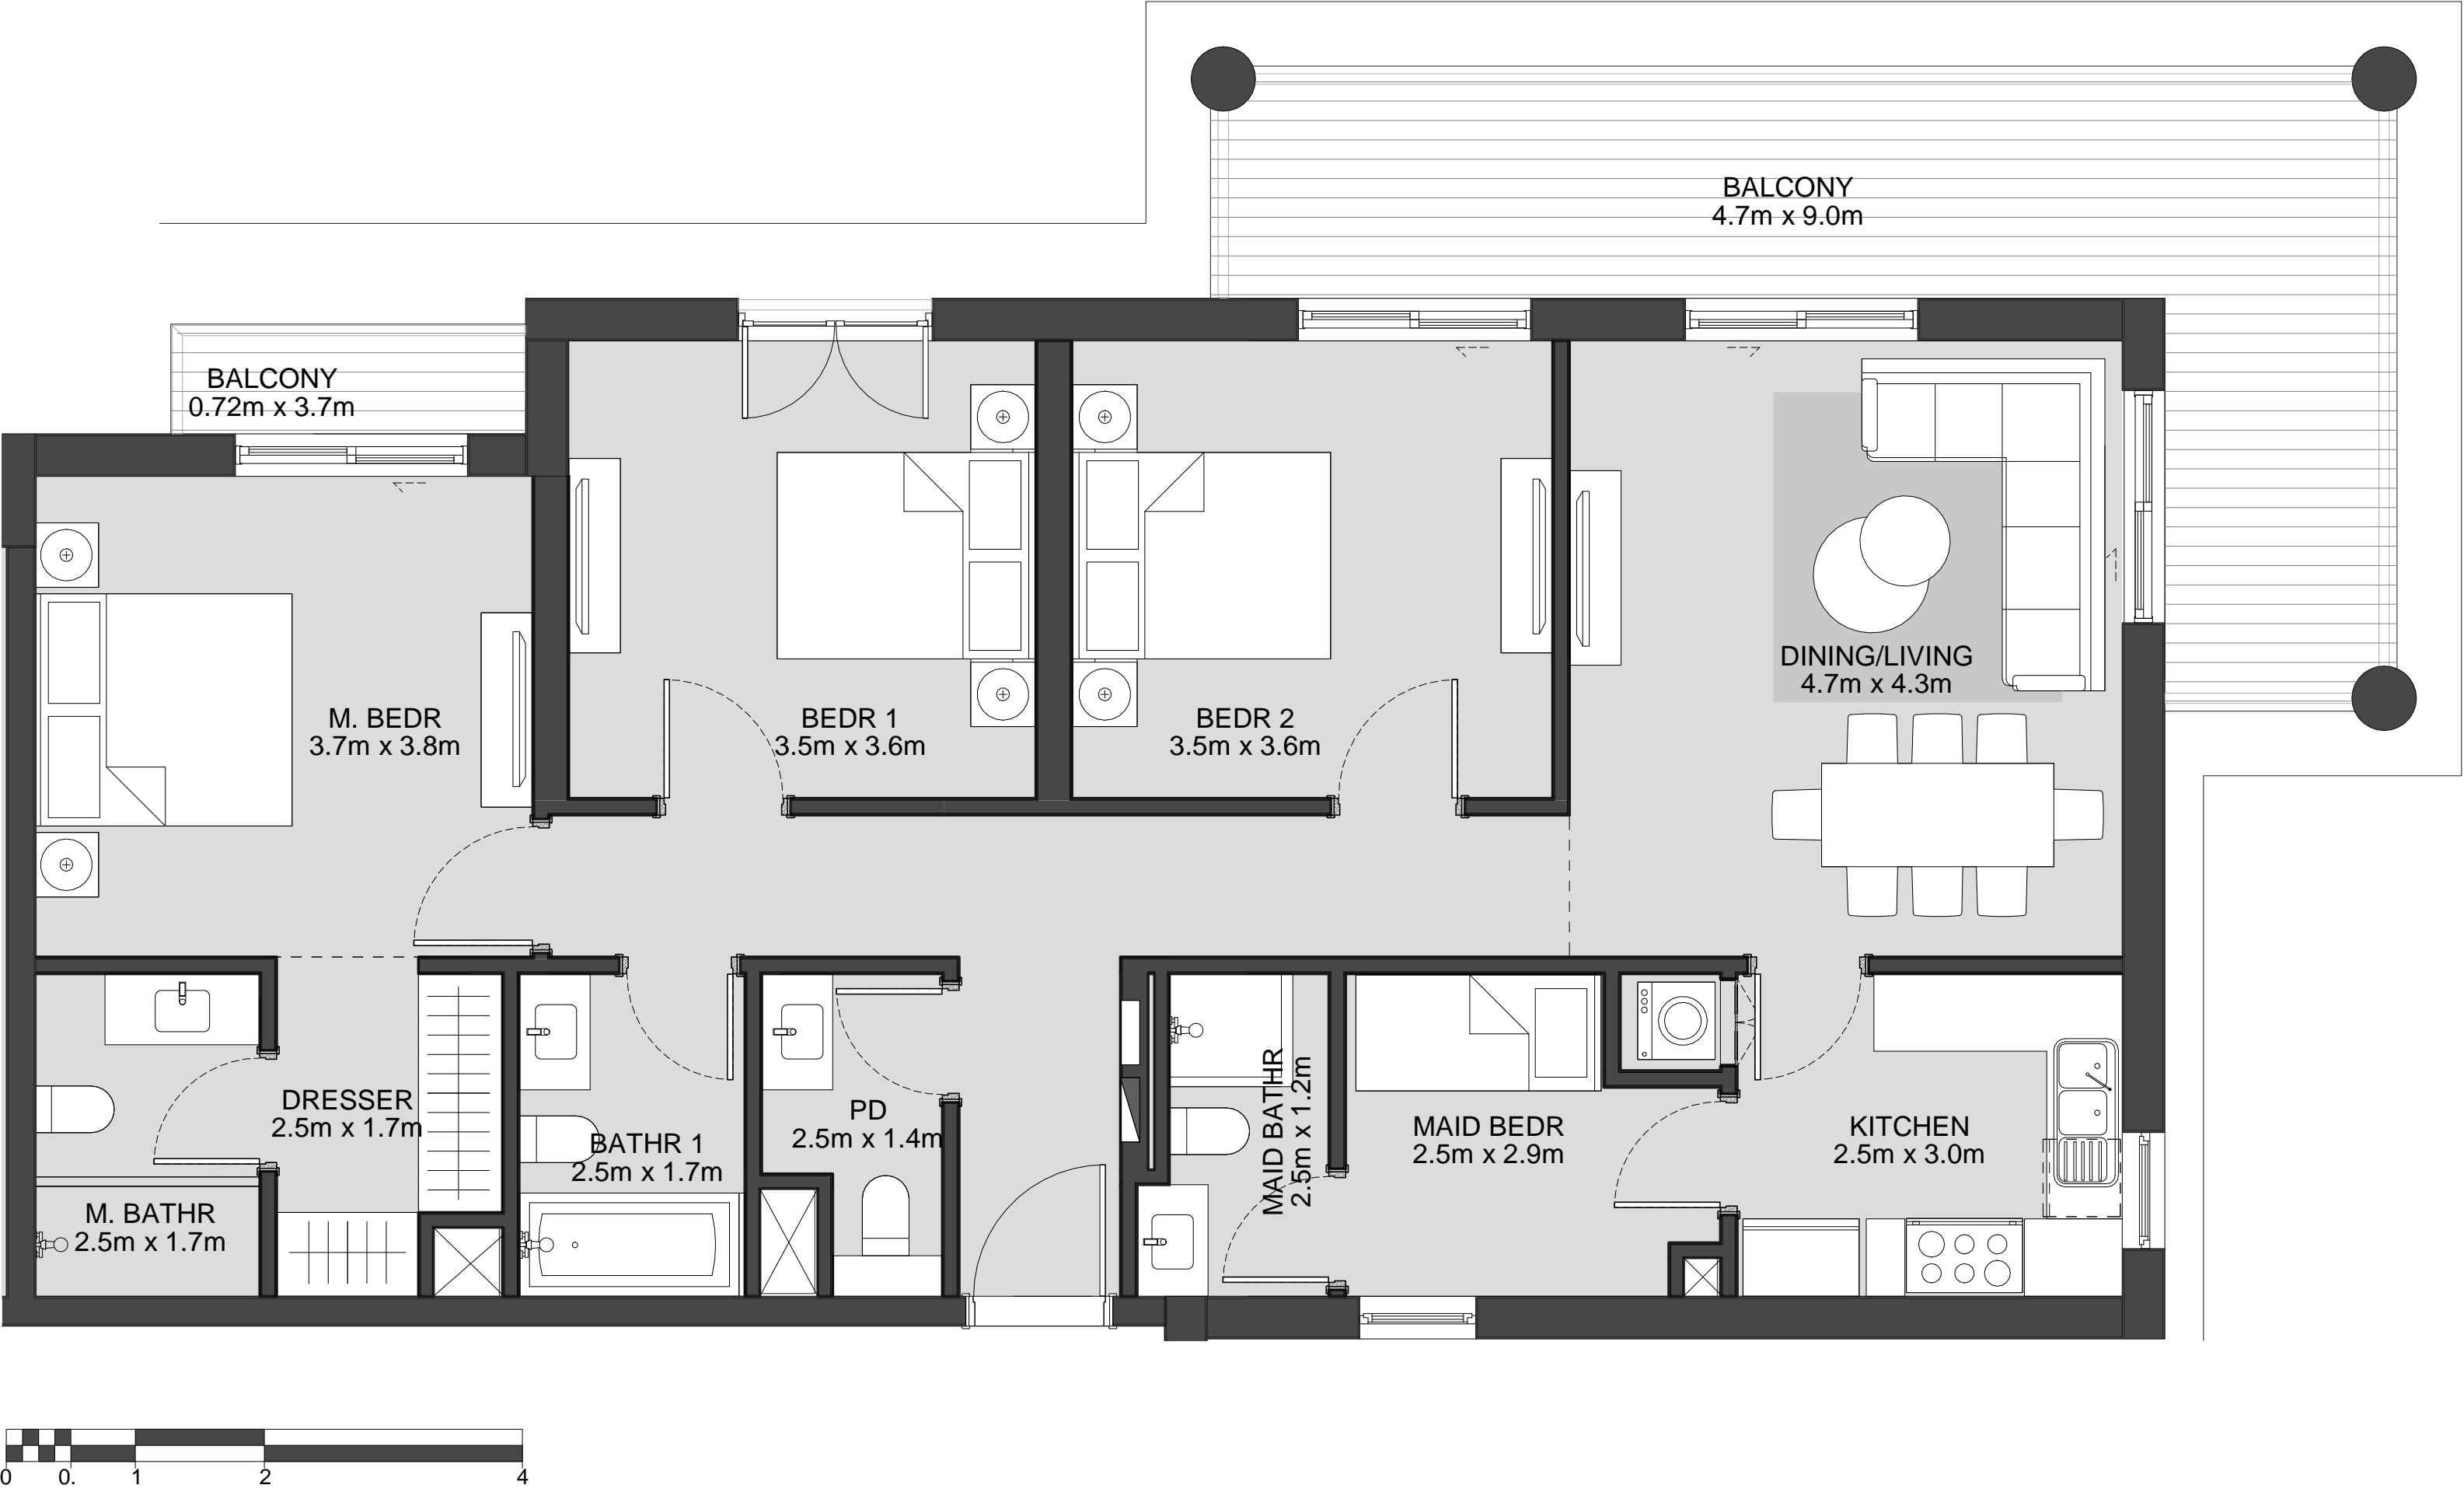 BALCONY
4.7m x 9.0m
BALCONY
0.72m x 3.7m
DINING/LIVING
4.7m x 4.3m
M. BEDR
3.7m x 3.8m
BEDR 1
3.5m x 3.6m
BEDR 2
3.5m x 3.6m
DRESSER
2.5m x 1.7m
BATHR 1
2.5m x 1.7m
PD
2.5m x 1.4m
MAID BATHR
2.5m x 1.2m
MAID BEDR
2.5m x 2.9m
KITCHEN
2.5m x 3.0m
M. BATHR
2.5m x 1.7m
0 0. 1 2 4